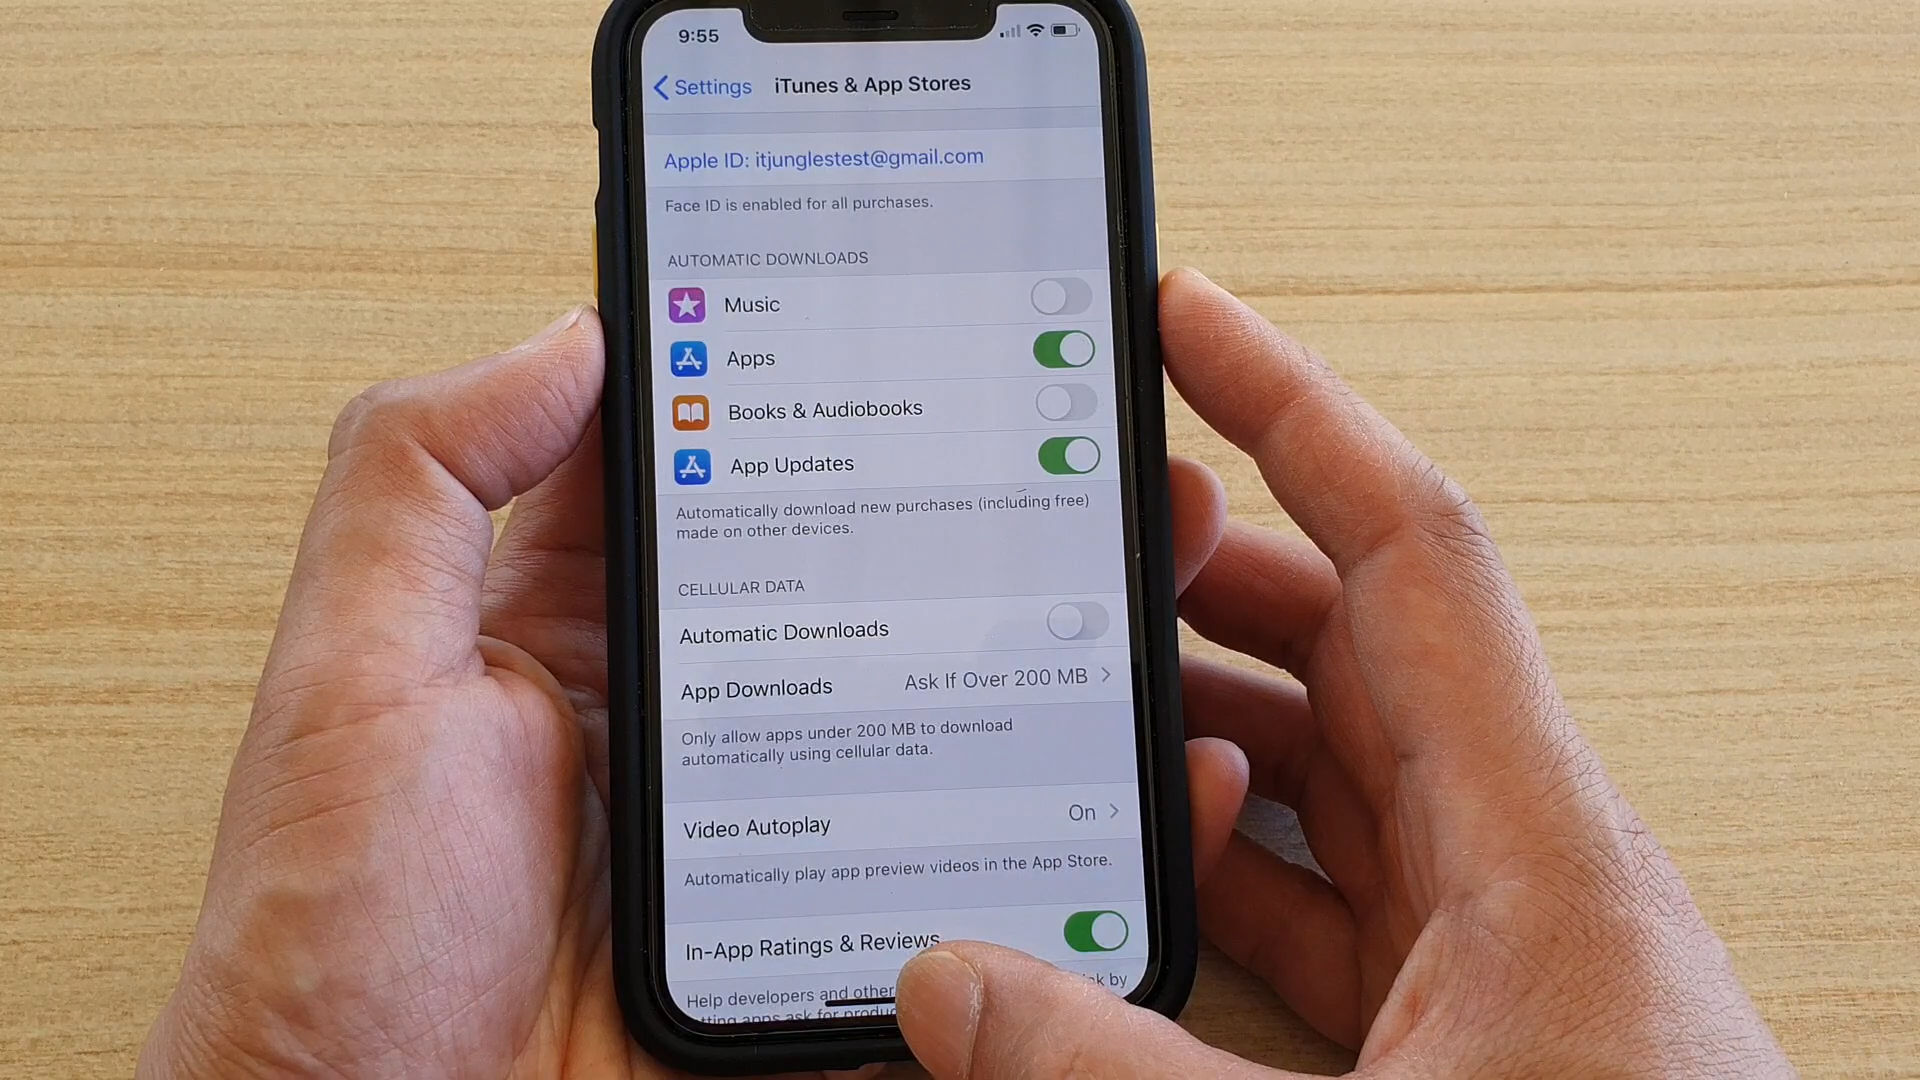 9:55
Settings
iTunes & App Stores
Apple ID: itjunglestest@gmail.com
Face ID is enabled for all purchases.
AUTOMATIC DOWNLOADS
Music
Apps
Books & Audiobooks
App Updates
Automatically download new purchases (including free)
made on other devices.
CELLULAR DATA
Automatic Downloads
App Downloads Ask If Over 200 MB
Only allow apps under 200 MB to download
automatically using cellular data.
Video Autoplay On
Automatically play app preview videos in the App Store.
In-App Ratings & Reviews
Help developers and other by
apps ask for